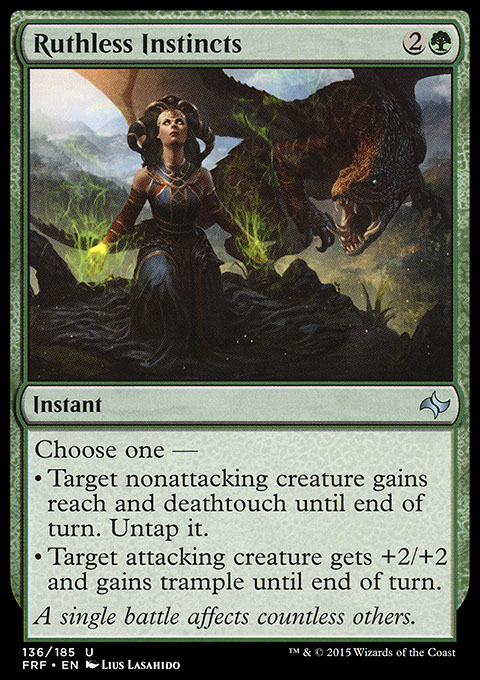 Ruthless Instincts 2
Instant
Choose one —
• Target nonattacking creature gains
reach and deathtouch until end of
turn. Untap it.
• Target attacking creature gets +2/+2
and gains trample until end of turn.
A single battle affects countless others.
136/185 U
FRF • EN Lius Lasahido
™ & © 2015 Wizards of the Coast